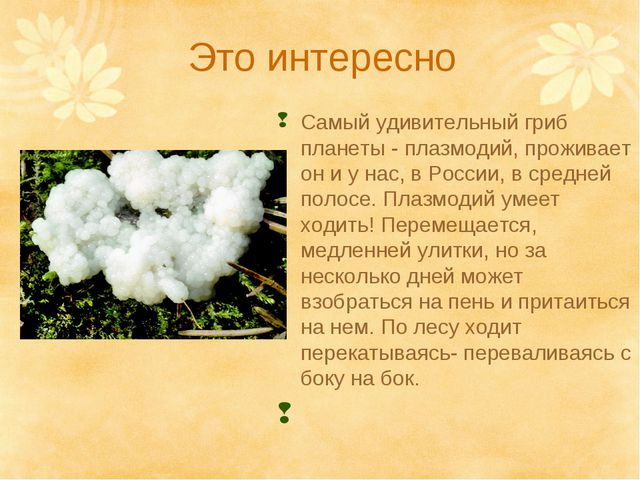 Это интересно
Самый удивительный гриб
планеты - плазмодий, проживает
он и у нас, в России, в средней
полосе. Плазмодий умеет
ходить! Перемещается,
медленней улитки, но за
несколько дней может
взобраться на пень и притаиться
на нем. По лесу ходит
перекатываясь- переваливаясь с
боку на бок.